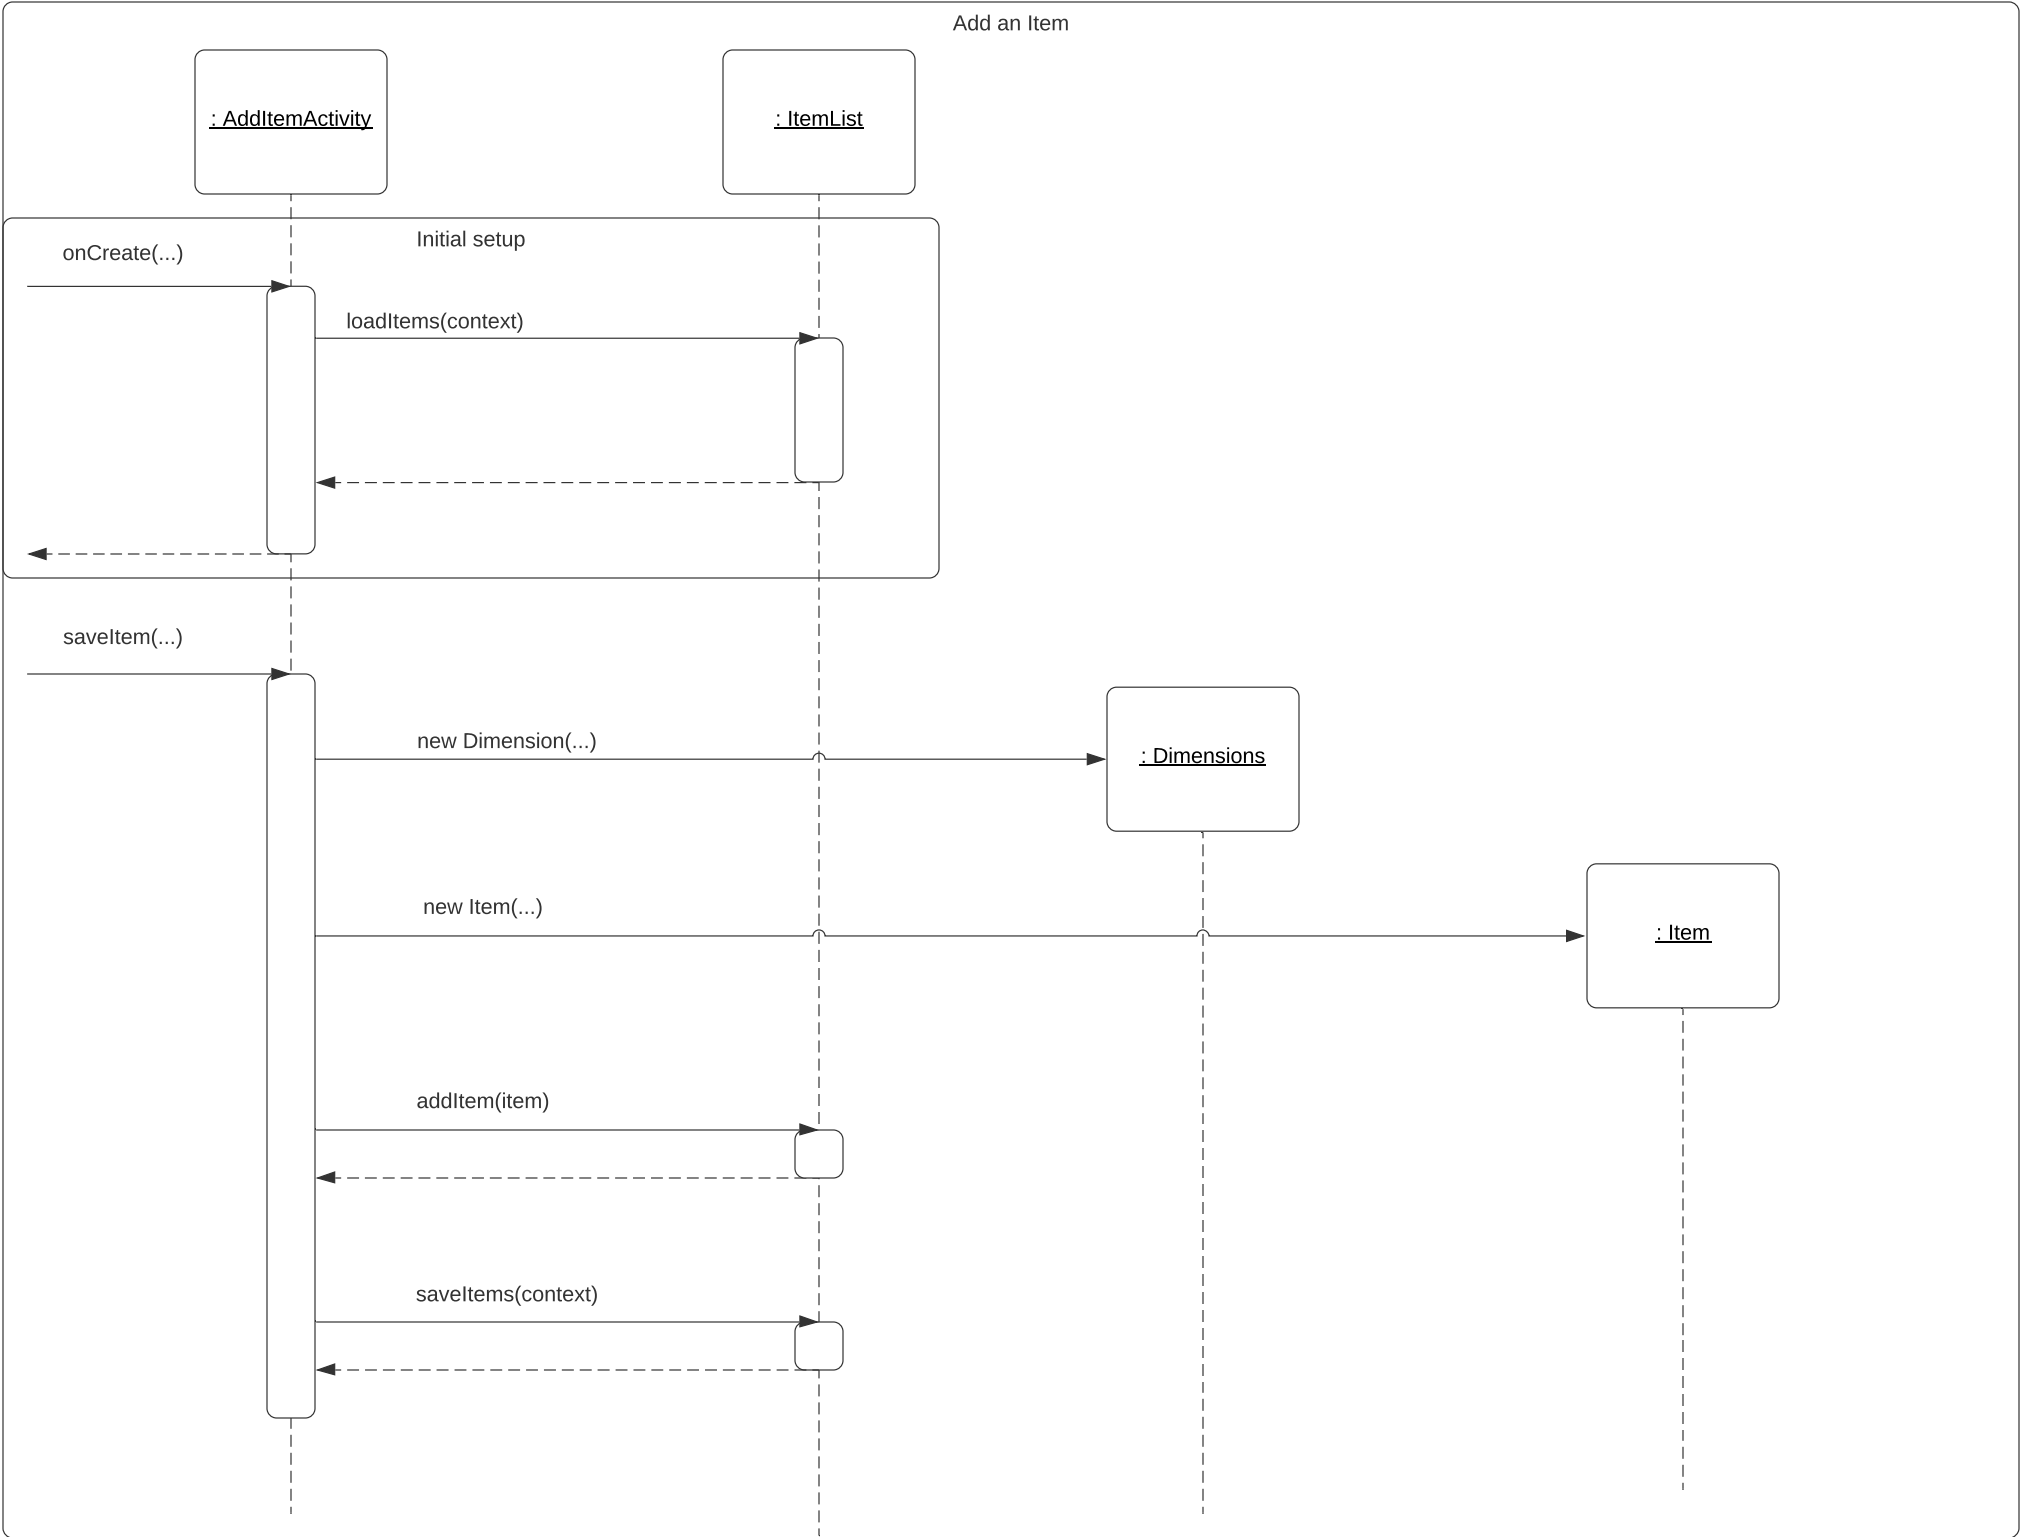 Add an Item
: AddItemActivity
: ItemList
Initial setup
onCreate(...)
loadItems(context)
saveItem(...)
new Dimension(...)
: Dimensions
new Item(...)
: Item
addItem(item)
saveItems(context)